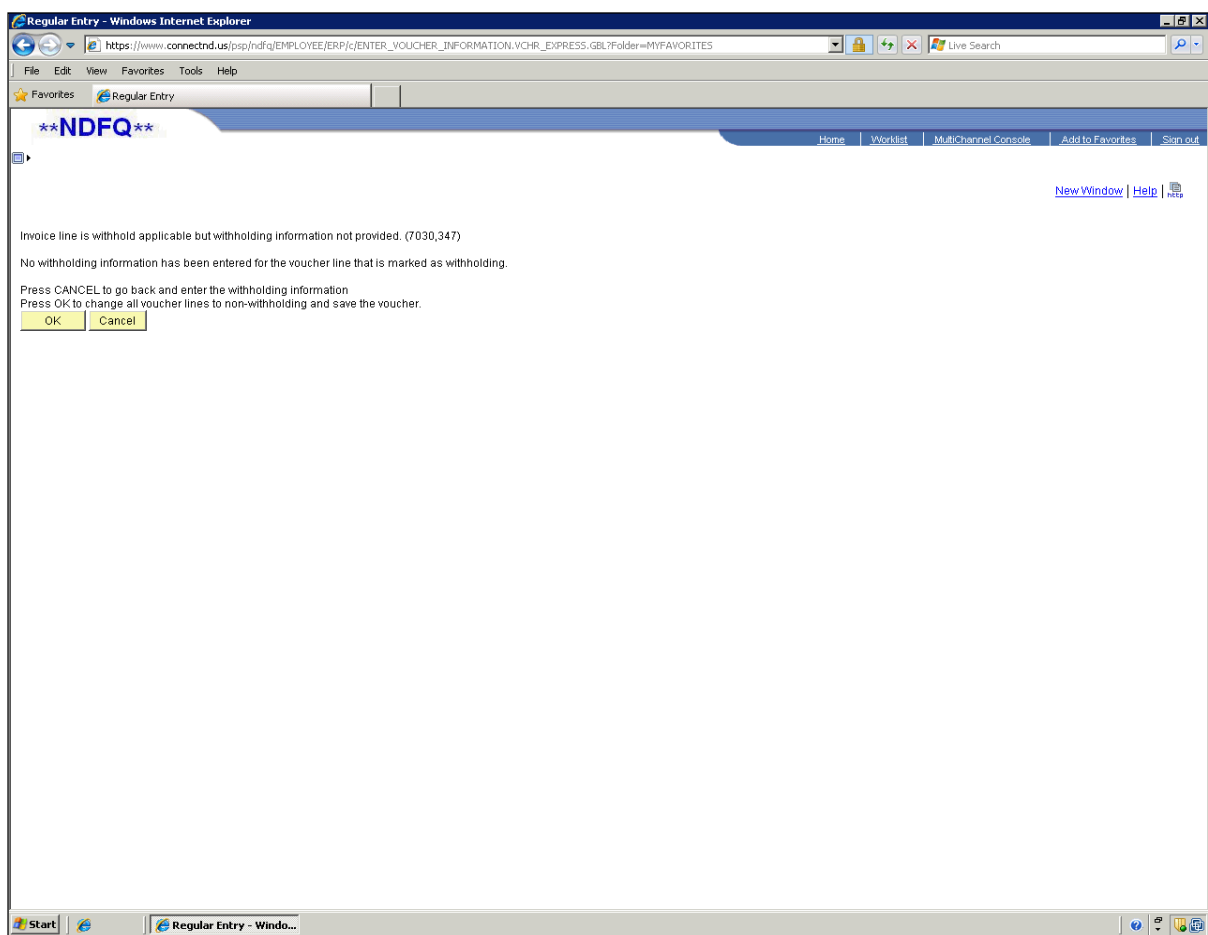 Regular Entry - Windows Internet Explorer
https://www.connectnd.us/psp/ndfq/EMPLOYEE/ERP/c/ENTER_VOUCHER_INFORMATION.VCHR_EXPRESS.GBL?Folder=MYFAVORITES
Live Search
File Edit View Favorites Tools Help
Favorites Regular Entry
**NDFQ**
Home Worklist MultiChannel Console Add to Favorites Sign out
New Window | Help | http
Invoice line is withhold applicable but withholding information not provided. (7030,347)
No withholding information has been entered for the voucher line that is marked as withholding.
Press CANCEL to go back and enter the withholding information
Press OK to change all voucher lines to non-withholding and save the voucher.
OK Cancel
Start Regular Entry - Windo...